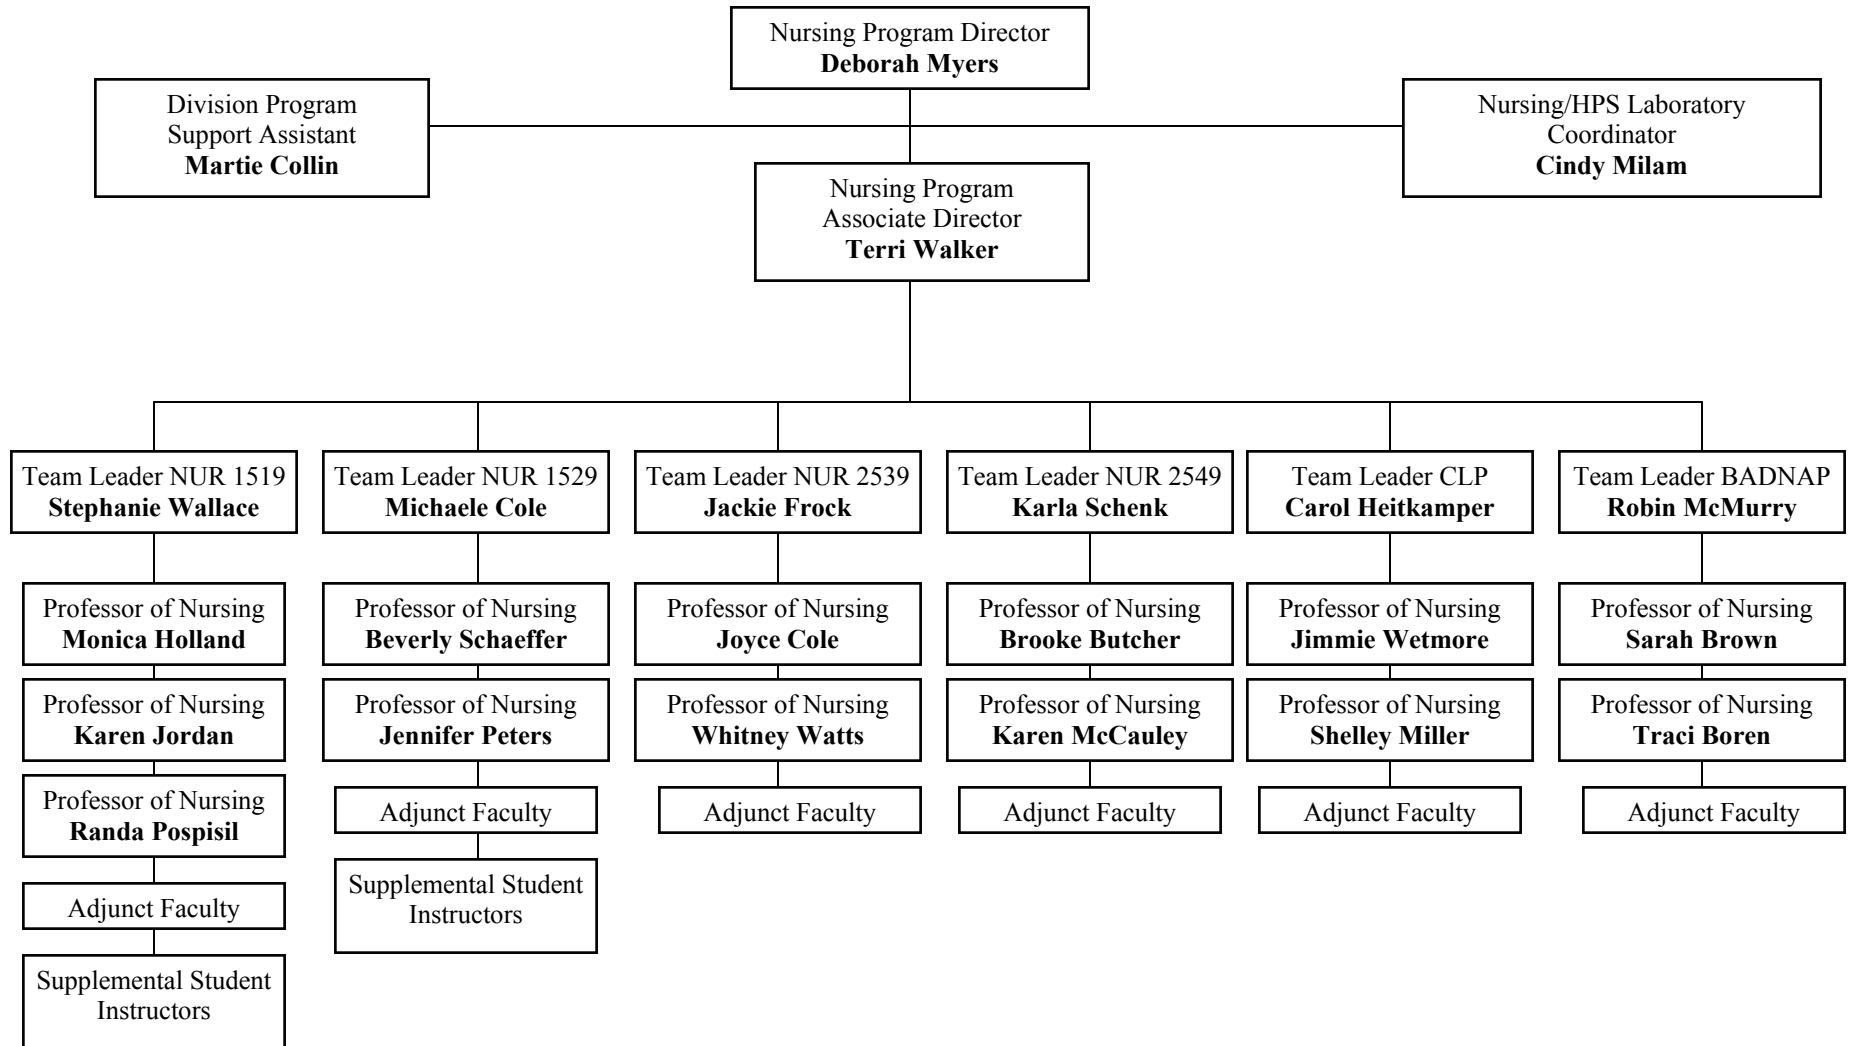 Nursing Program Director
Deborah Myers
Division Program
Support Assistant
Martie Collin
Nursing/HPS Laboratory
Coordinator
Cindy Milam
Nursing Program
Associate Director
Terri Walker
Team Leader NUR 1519
Stephanie Wallace
Professor of Nursing
Monica Holland
Professor of Nursing
Karen Jordan
Professor of Nursing
Randa Pospisil
Adjunct Faculty
Supplemental Student
Instructors
Team Leader NUR 1529
Michaele Cole
Professor of Nursing
Beverly Schaeffer
Professor of Nursing
Jennifer Peters
Adjunct Faculty
Supplemental Student
Instructors
Team Leader NUR 2539
Jackie Frock
Professor of Nursing
Joyce Cole
Professor of Nursing
Whitney Watts
Adjunct Faculty
Team Leader NUR 2549
Karla Schenk
Professor of Nursing
Brooke Butcher
Professor of Nursing
Karen McCauley
Adjunct Faculty
Team Leader CLP
Carol Heitkamper
Professor of Nursing
Jimmie Wetmore
Professor of Nursing
Shelley Miller
Adjunct Faculty
Team Leader BADNAP
Robin McMurry
Professor of Nursing
Sarah Brown
Professor of Nursing
Traci Boren
Adjunct Faculty